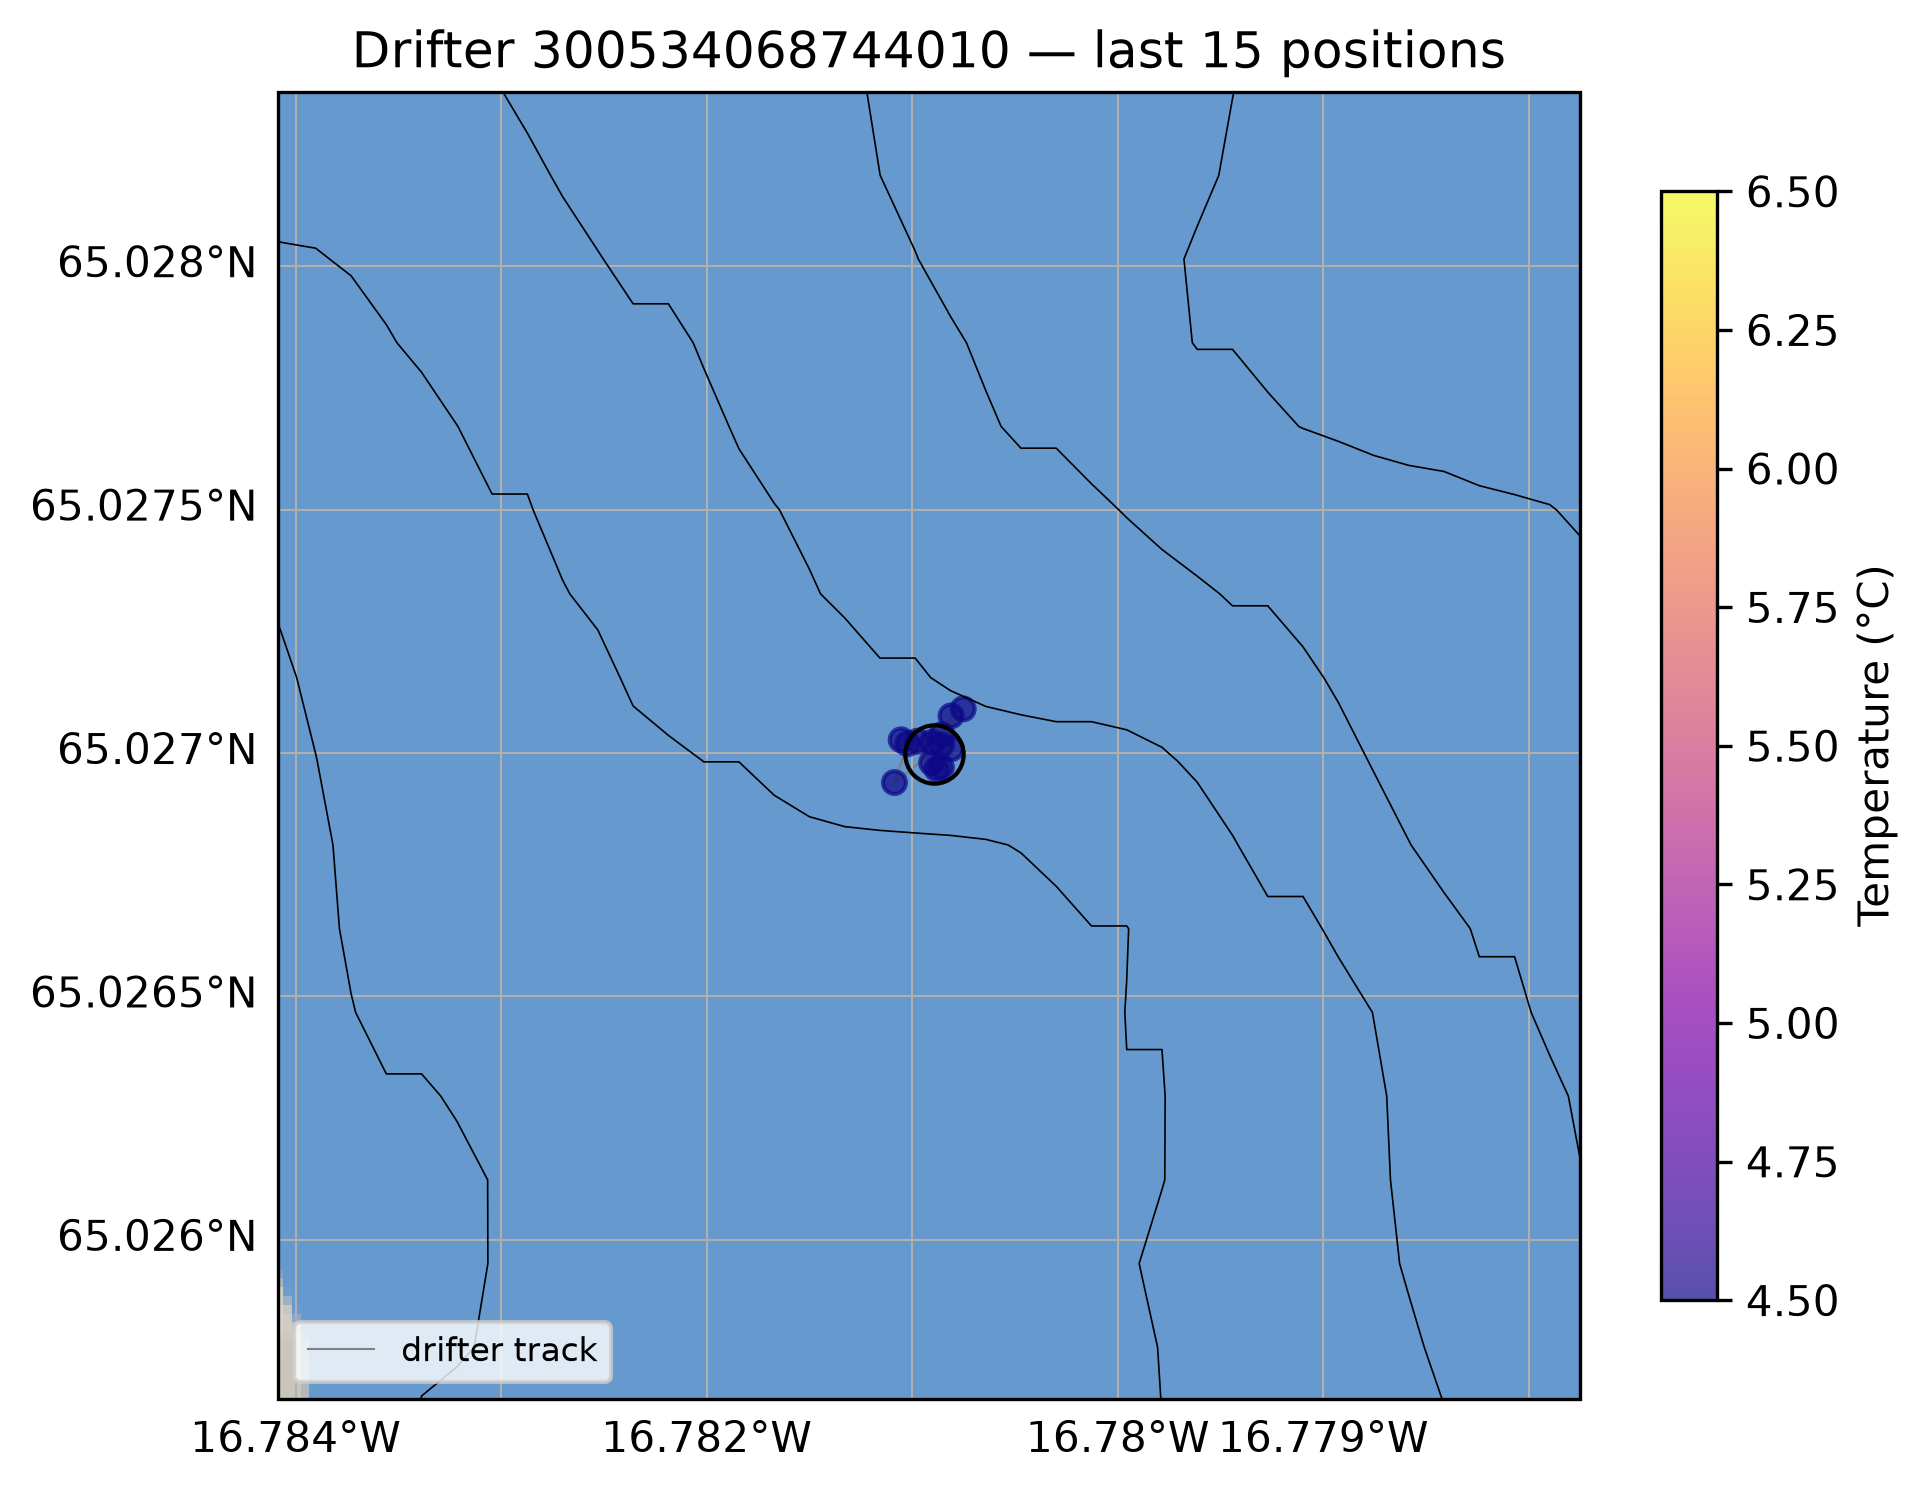 Drifter 300534068744010 — last 15 positions
65.028°N
65.0275°N
65.027°N
65.0265°N
65.026°N
16.784°W
16.782°W
16.78°W
16.779°W
drifter track
6.50
6.25
6.00
5.75
5.50
5.25
5.00
4.75
4.50
Temperature (°C)